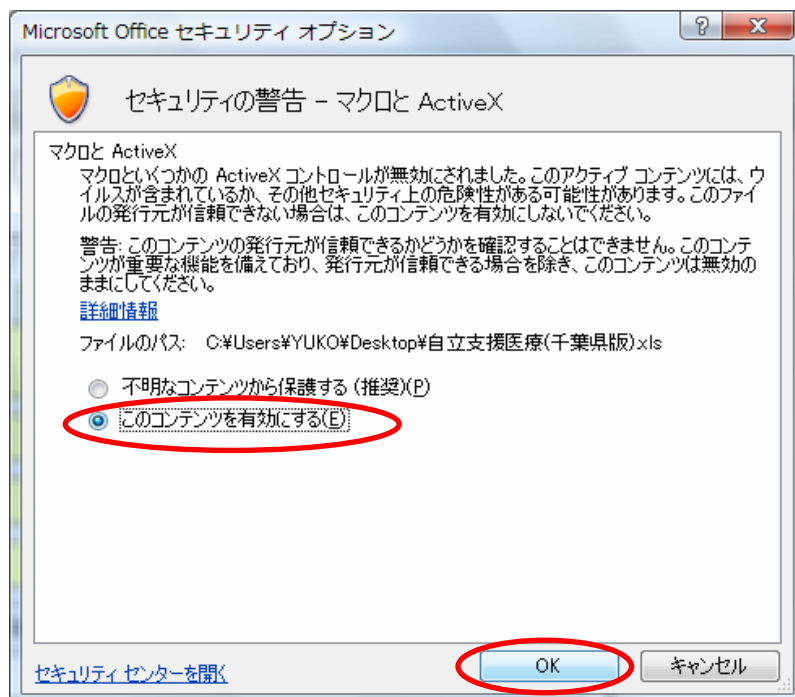 Microsoft Office セキュリティ オプション
セキュリティの警告 - マクロと ActiveX
マクロと ActiveX
マクロといくつかの ActiveX コントロールが無効にされました。このアクティブ コンテンツには、ウ
イルスが含まれているか、その他セキュリティ上の危険性がある可能性があります。このファイ
ルの発行元が信頼できない場合は、このコンテンツを有効にしないでください。
警告: このコンテンツの発行元が信頼できるかどうかを確認することはできません。このコンテ
ンツが重要な機能を備えており、発行元が信頼できる場合を除き、このコンテンツは無効の
ままにしてください。
詳細情報
ファイルのパス: C:¥Users¥YUKO¥Desktop¥自立支援医療(千葉県版).xls
不明なコンテンツから保護する (推奨)(P)
このコンテンツを有効にする(E)
セキュリティ センターを開く
OK
キャンセル